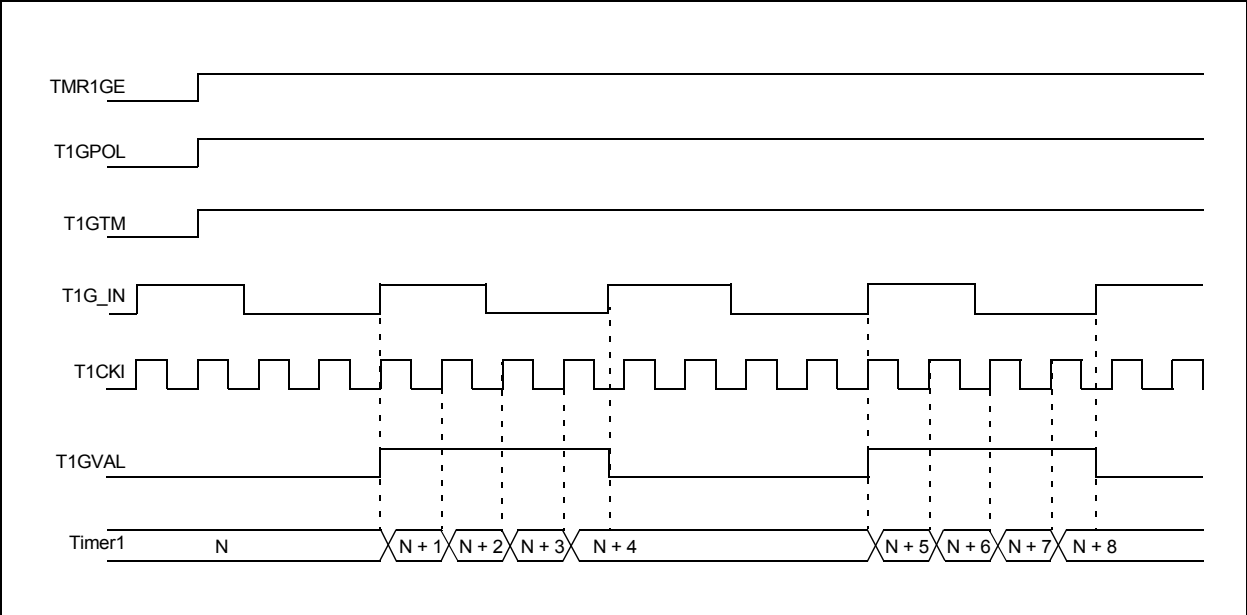 TMR1GE
T1GPOL
T1GTM
T1G_IN
T1CKI
T1GVAL
Timer1 N N + 1 N + 2 N + 3 N + 4 N + 5 N + 6 N + 7 N + 8